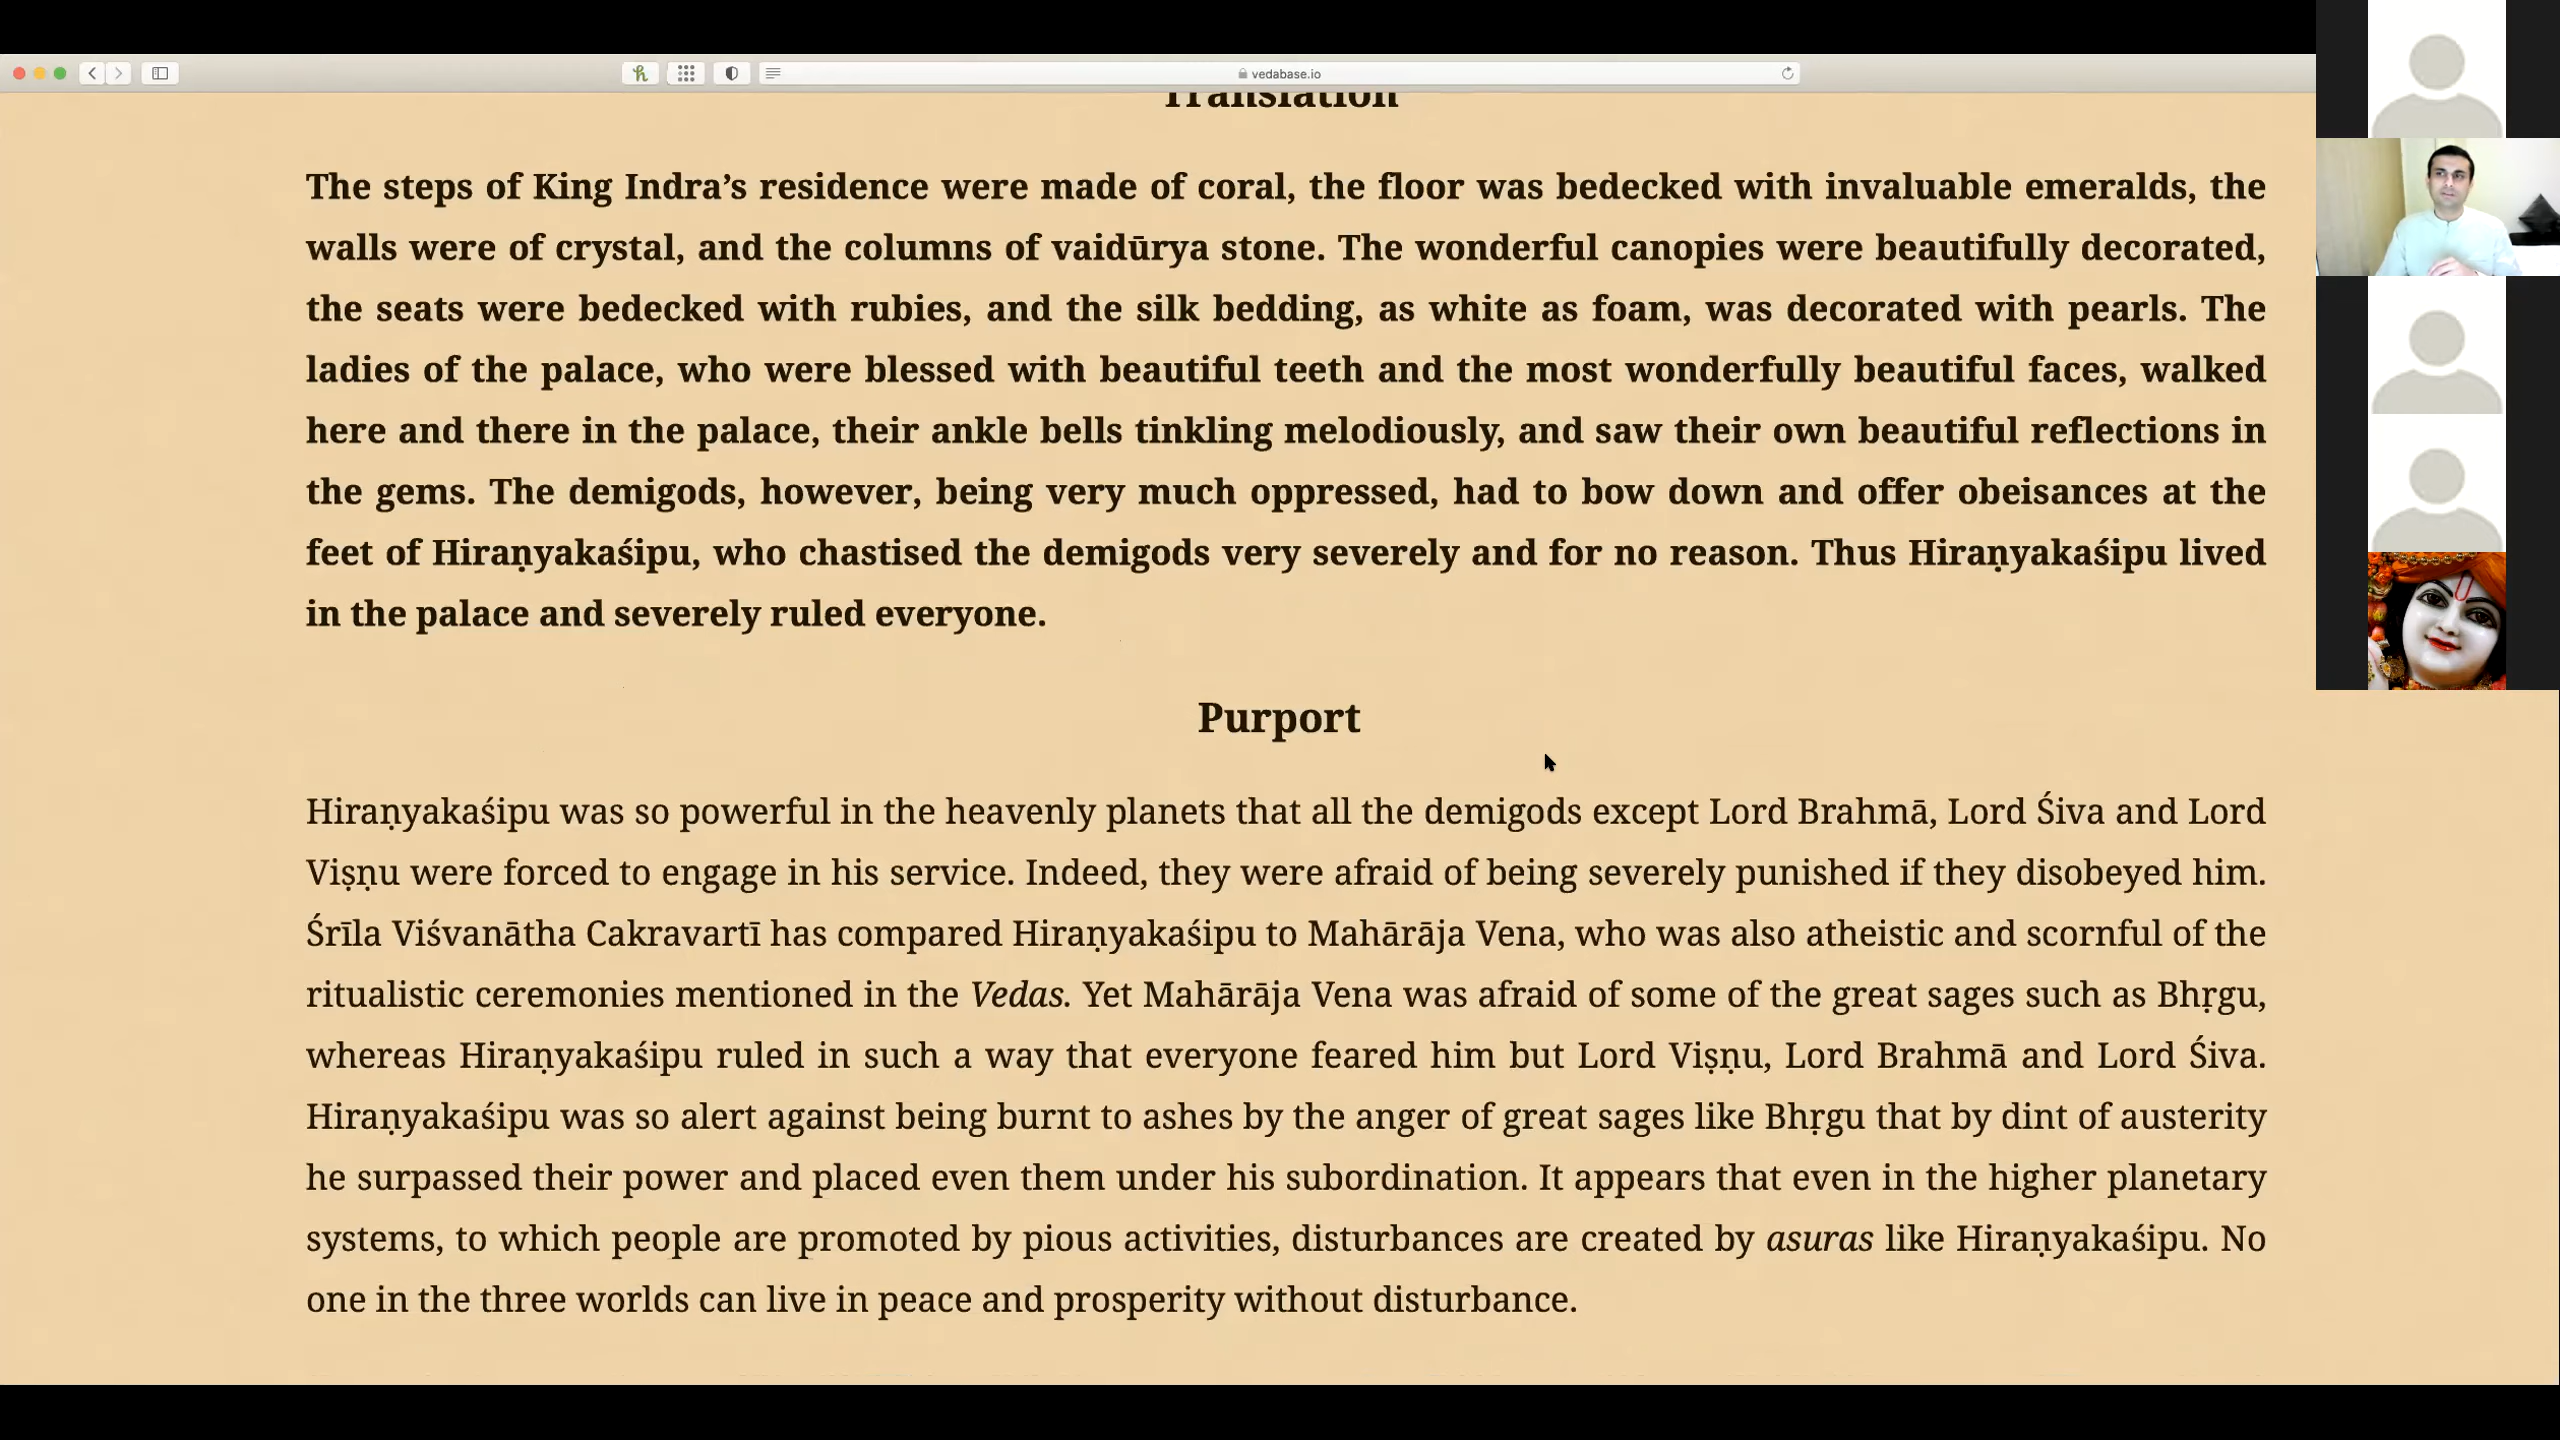 vedabase.io
Translation
The steps of King Indra’s residence were made of coral, the floor was bedecked with invaluable emeralds, the
walls were of crystal, and the columns of vaidūrya stone. The wonderful canopies were beautifully decorated,
the seats were bedecked with rubies, and the silk bedding, as white as foam, was decorated with pearls. The
ladies of the palace, who were blessed with beautiful teeth and the most wonderfully beautiful faces, walked
here and there in the palace, their ankle bells tinkling melodiously, and saw their own beautiful reflections in
the gems. The demigods, however, being very much oppressed, had to bow down and offer obeisances at the
feet of Hiraṇyakaśipu, who chastised the demigods very severely and for no reason. Thus Hiraṇyakaśipu lived
in the palace and severely ruled everyone.
Purport
Hiraṇyakaśipu was so powerful in the heavenly planets that all the demigods except Lord Brahmā, Lord Śiva and Lord
Viṣṇu were forced to engage in his service. Indeed, they were afraid of being severely punished if they disobeyed him.
Śrīla Viśvanātha Cakravartī has compared Hiraṇyakaśipu to Mahārāja Vena, who was also atheistic and scornful of the
ritualistic ceremonies mentioned in the Vedas. Yet Mahārāja Vena was afraid of some of the great sages such as Bhṛgu,
whereas Hiraṇyakaśipu ruled in such a way that everyone feared him but Lord Viṣṇu, Lord Brahmā and Lord Śiva.
Hiraṇyakaśipu was so alert against being burnt to ashes by the anger of great sages like Bhṛgu that by dint of austerity
he surpassed their power and placed even them under his subordination. It appears that even in the higher planetary
systems, to which people are promoted by pious activities, disturbances are created by asuras like Hiraṇyakaśipu. No
one in the three worlds can live in peace and prosperity without disturbance.